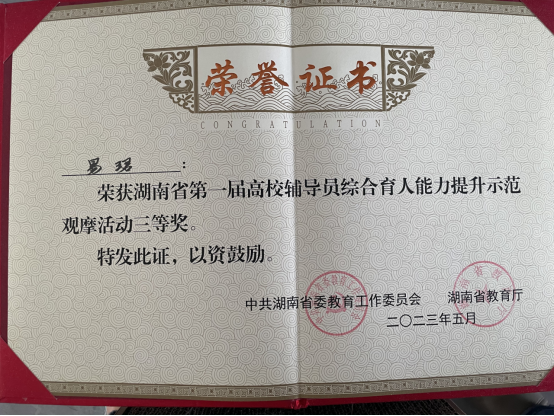 荣誉证书
CONGRATULATION
易珺:
荣获湖南省第一届高校辅导员综合育人能力提升示范
观摩活动三等奖。
特发此证,以资鼓励。
中共湖南省委教育工作委员会 湖南省教育厅
二〇二三年五月